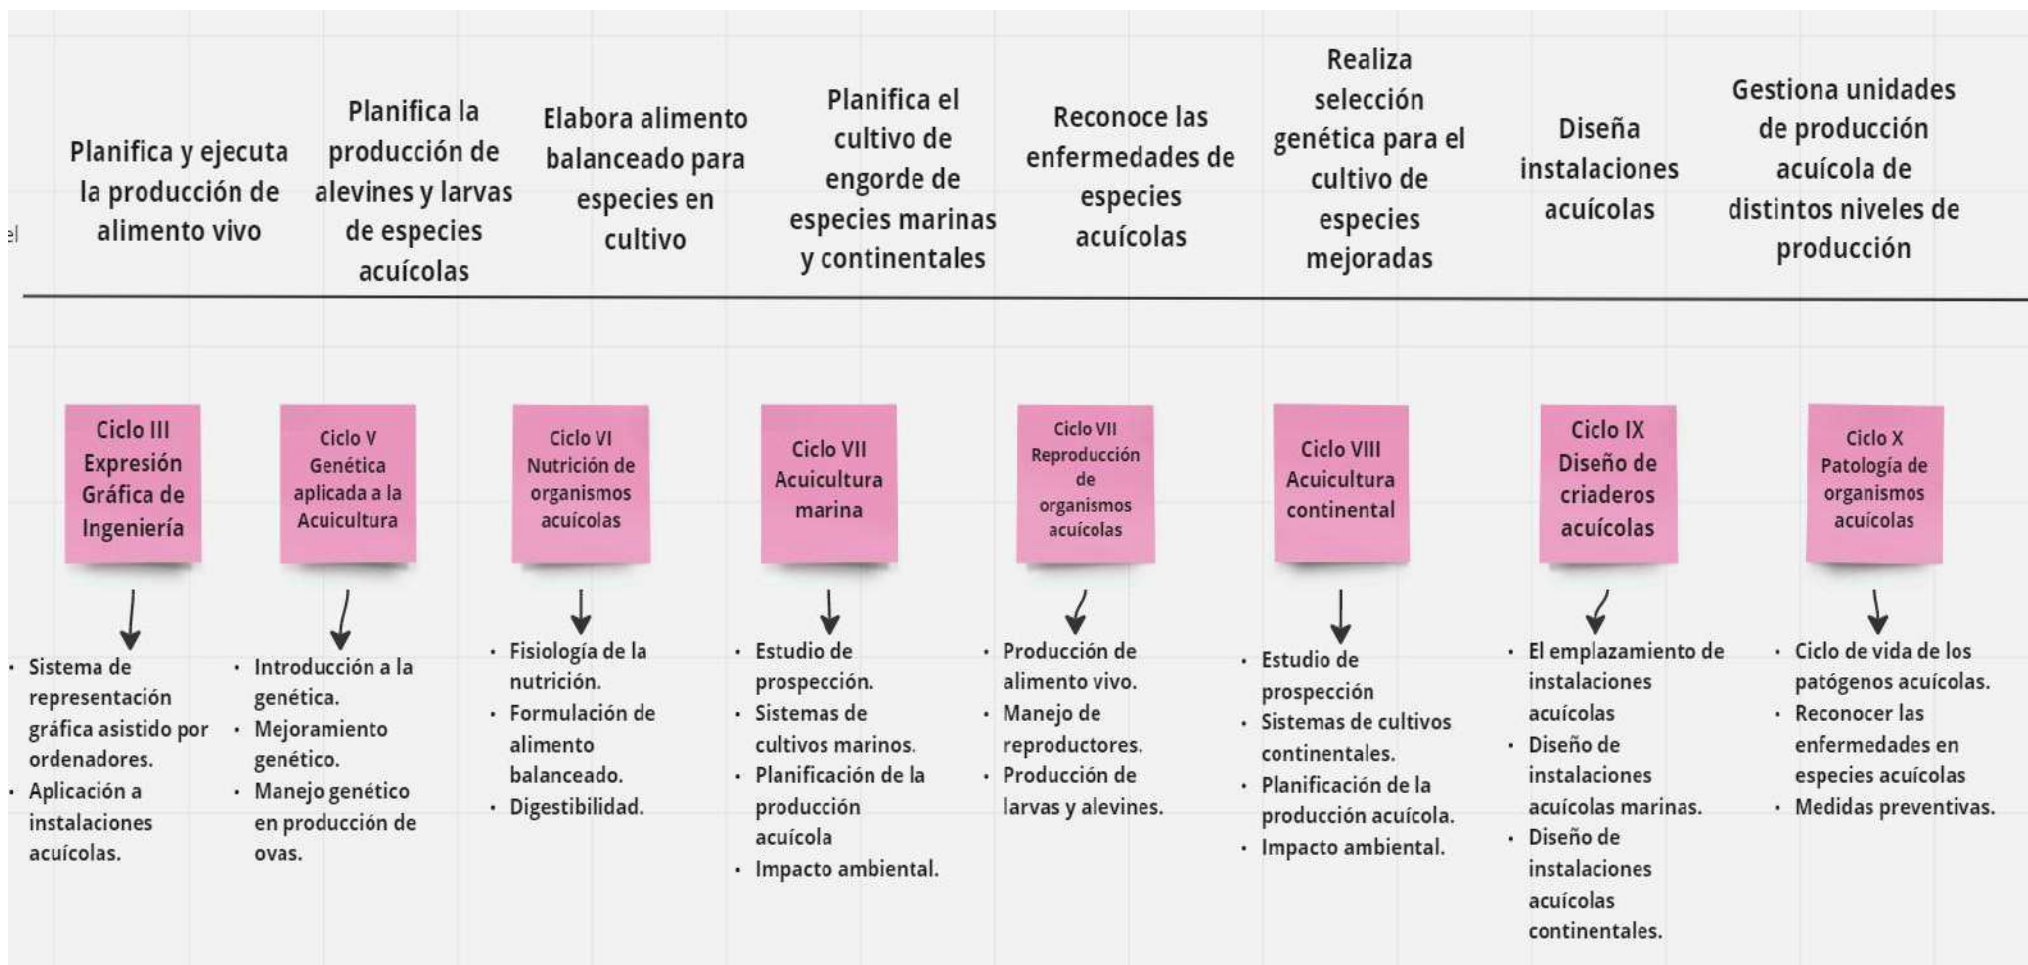 Planifica y ejecuta
la producción de
alimento vivo
Planifica la
producción de
alevines y larvas
de especies
acuícolas
Elabora alimento
balanceado para
especies en
cultivo
Planifica el
cultivo de
engorde de
especies marinas
y continentales
Reconoce las
enfermedades de
especies
acuícolas
Realiza
selección
genética para el
cultivo de
especies
mejoradas
Diseña
instalaciones
acuícolas
Gestiona unidades
de producción
acuícola de
distintos niveles de
producción
el
Ciclo III
Expresión
Gráfica de
Ingeniería
Ciclo V
Genética
aplicada a la
Acuicultura
Ciclo VI
Nutrición de
organismos
acuícolas
Ciclo VII
Acuicultura
marina
Ciclo VII
Reproducción
de
organismos
acuícolas
Ciclo VIII
Acuicultura
continental
Ciclo IX
Diseño de
criaderos
acuícolas
Ciclo X
Patología de
organismos
acuícolas
• Sistema de
representación
gráfica asistido por
ordenadores.
• Aplicación a
instalaciones
acuícolas.
• Introducción a la
genética.
• Mejoramiento
genético.
• Manejo genético
en producción de
ovas.
• Fisiología de la
nutrición.
• Formulación de
alimento
balanceado.
• Digestibilidad.
• Estudio de
prospección.
• Sistemas de
cultivos marinos.
• Planificación de la
producción
acuícola
• Impacto ambiental.
• Producción de
alimento vivo.
• Manejo de
reproductores.
• Producción de
larvas y alevines.
• Estudio de
prospección
• Sistemas de cultivos
continentales.
• Planificación de la
producción acuícola.
• Impacto ambiental.
• El emplazamiento de
instalaciones
acuícolas
• Diseño de
instalaciones
acuícolas marinas.
• Diseño de
instalaciones
acuícolas
continentales.
• Ciclo de vida de los
patógenos acuícolas.
• Reconocer las
enfermedades en
especies acuícolas
• Medidas preventivas.